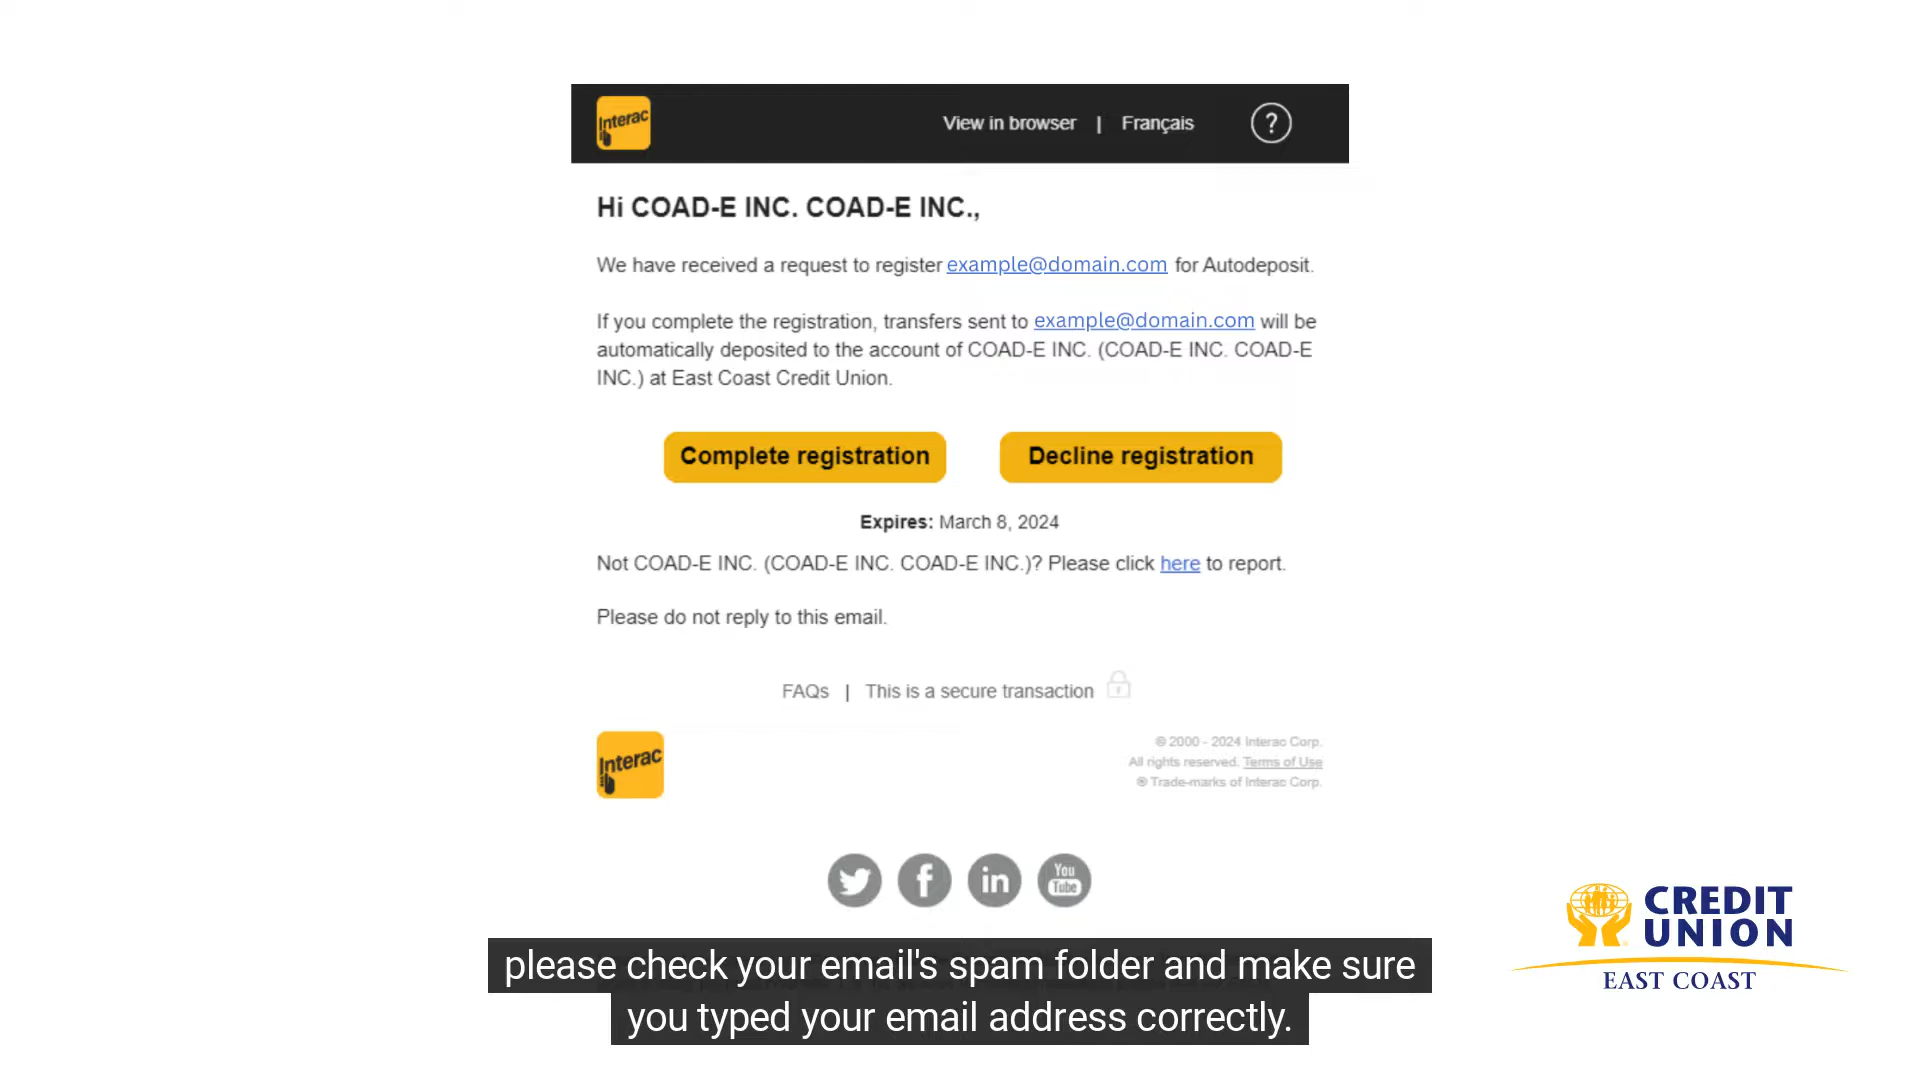 Interac
View in browser | Français ?
Hi COAD-E INC. COAD-E INC.,
We have received a request to register example@domain.com for Autodeposit.
If you complete the registration, transfers sent to example@domain.com will be
automatically deposited to the account of COAD-E INC. (COAD-E INC. COAD-E
INC.) at East Coast Credit Union.
Complete registration
Decline registration
Expires: March 8, 2024
Not COAD-E INC. (COAD-E INC. COAD-E INC.)? Please click here to report.
Please do not reply to this email.
FAQs | This is a secure transaction
Interac
© 2000 - 2024 Interac Corp.
All rights reserved. Terms of Use
® Trade-marks of Interac Corp.
in
You
Tube
CREDIT
UNION
EAST COAST
please check your email's spam folder and make sure
you typed your email address correctly.